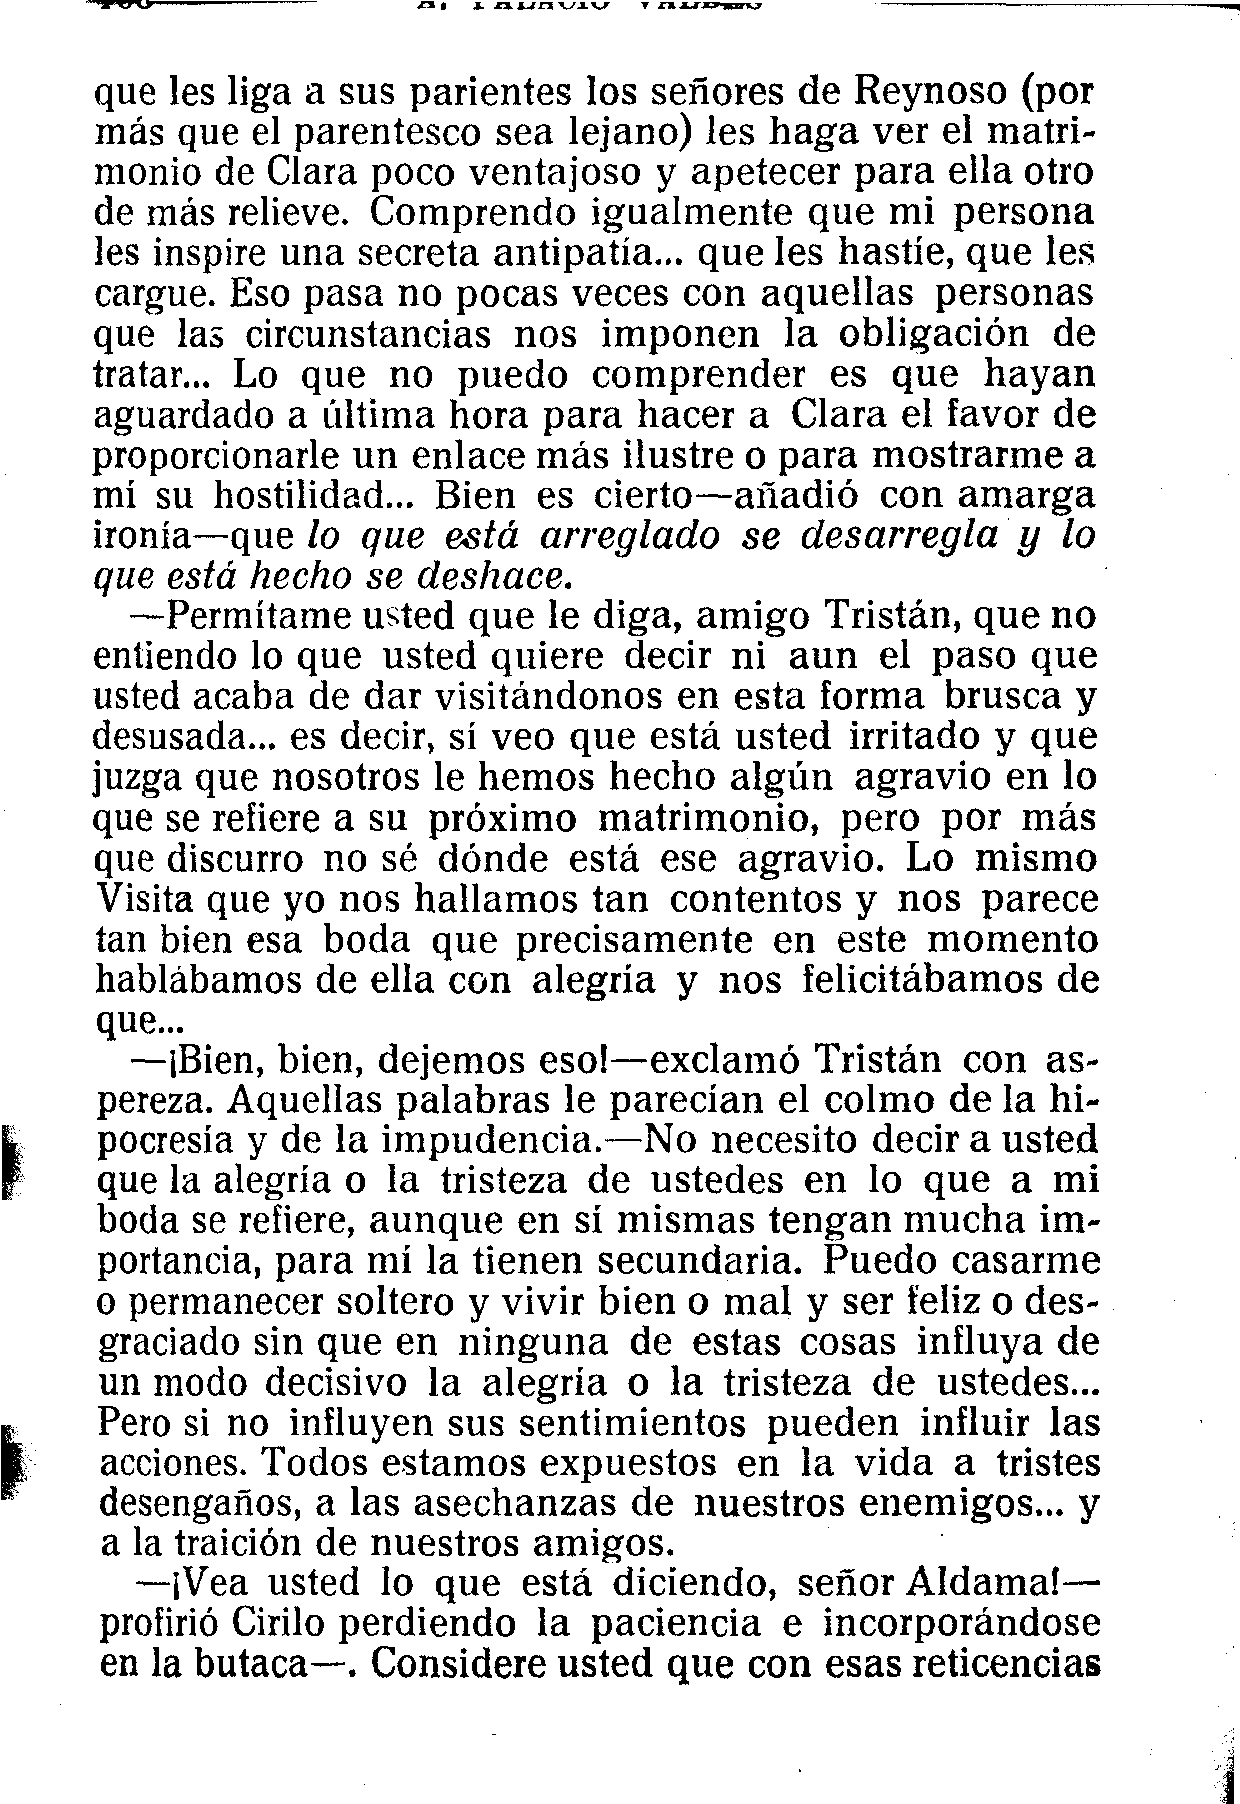 A. PALACIO VALDÉS
que les liga a sus parientes los señores de Reynoso (por
más que el parentesco sea lejano) les haga ver el matri-
monio de Clara poco ventajoso y apetecer para ella otro
de más relieve. Comprendo igualmente que mi persona
les inspire una secreta antipatía... que les hastíe, que les
cargue. Eso pasa no pocas veces con aquellas personas
que las circunstancias nos imponen la obligación de
tratar... Lo que no puedo comprender es que hayan
aguardado a última hora para hacer a Clara el favor de
proporcionarle un enlace más ilustre o para mostrarme a
mí su hostilidad... Bien es cierto—añadió con amarga
ironía—que lo que está arreglado se desarregla y lo
que está hecho se deshace.
—Permítame usted que le diga, amigo Tristán, que no
entiendo lo que usted quiere decir ni aun el paso que
usted acaba de dar visitándonos en esta forma brusca y
desusada... es decir, sí veo que está usted irritado y que
juzga que nosotros le hemos hecho algún agravio en lo
que se refiere a su próximo matrimonio, pero por más
que discurro no sé dónde está ese agravio. Lo mismo
Visita que yo nos hallamos tan contentos y nos parece
tan bien esa boda que precisamente en este momento
hablábamos de ella con alegría y nos felicitábamos de
que...
—¡Bien, bien, dejemos eso!—exclamó Tristán con as-
pereza. Aquellas palabras le parecían el colmo de la hi-
pocresía y de la impudencia.—No necesito decir a usted
que la alegría o la tristeza de ustedes en lo que a mi
boda se refiere, aunque en sí mismas tengan mucha im-
portancia, para mí la tienen secundaria. Puedo casarme
o permanecer soltero y vivir bien o mal y ser feliz o des-
graciado sin que en ninguna de estas cosas influya de
un modo decisivo la alegría o la tristeza de ustedes...
Pero si no influyen sus sentimientos pueden influir las
acciones. Todos estamos expuestos en la vida a tristes
desengaños, a las asechanzas de nuestros enemigos... y
a la traición de nuestros amigos.
—¡Vea usted lo que está diciendo, señor Aldama!—
profirió Cirilo perdiendo la paciencia e incorporándose
en la butaca—. Considere usted que con esas reticencias